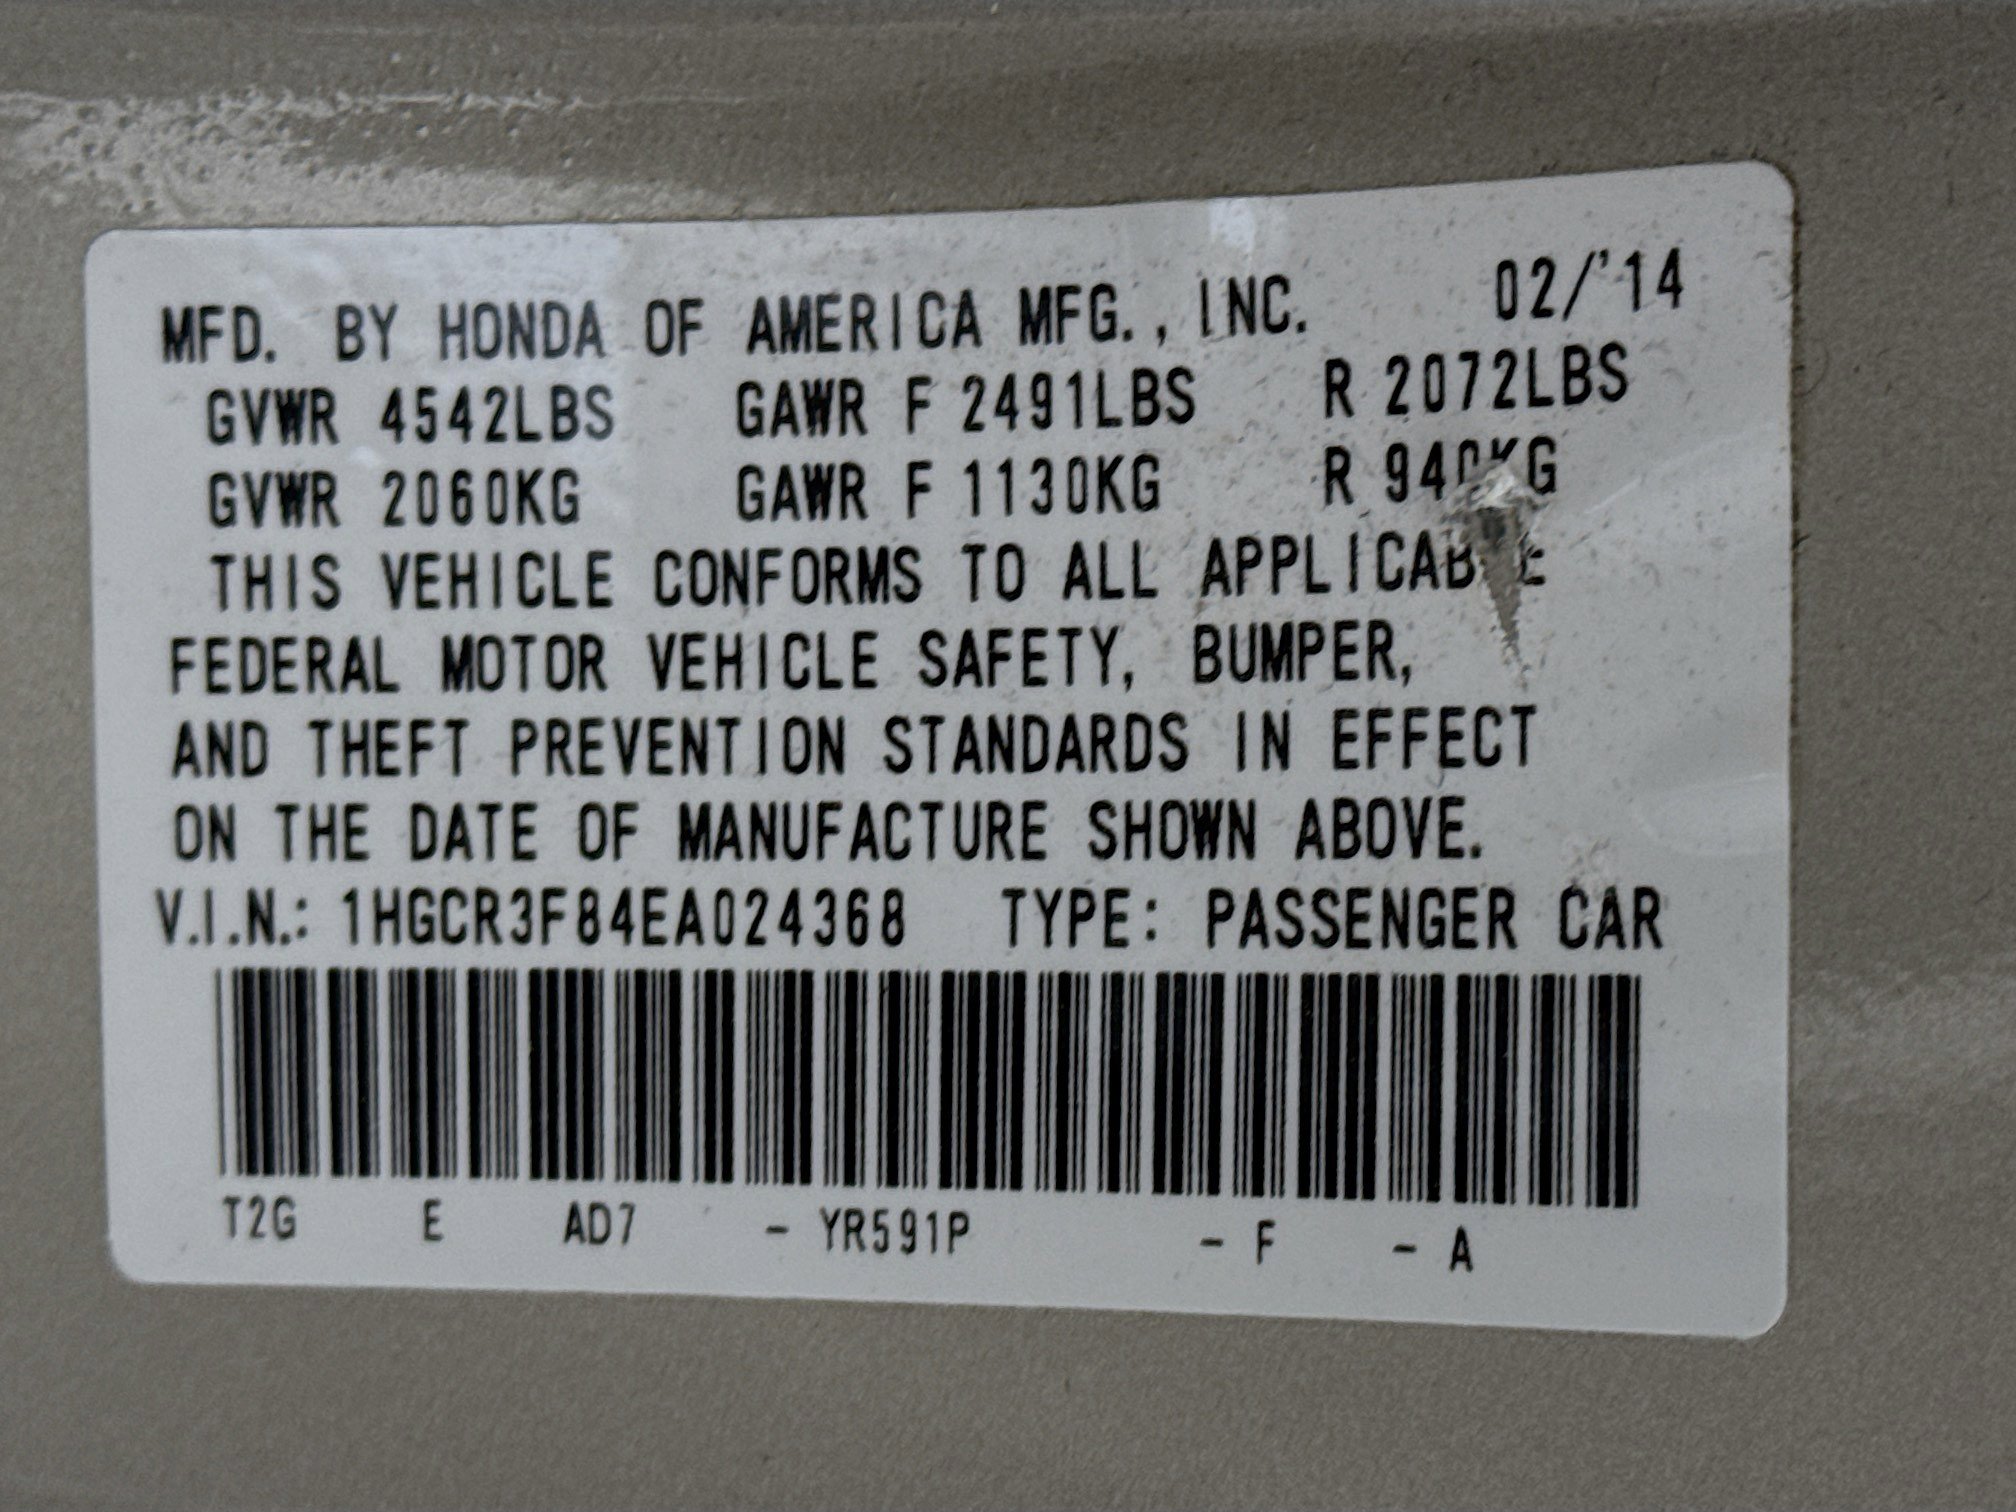 MFD. BY HONDA OF AMERICA MFG., INC. 02/'14
GVWR 4542LBS GAWR F 2491LBS R 2072LBS
GVWR 2060KG GAWR F 1130KG R 940KG
THIS VEHICLE CONFORMS TO ALL APPLICABLE
FEDERAL MOTOR VEHICLE SAFETY, BUMPER,
AND THEFT PREVENTION STANDARDS IN EFFECT
ON THE DATE OF MANUFACTURE SHOWN ABOVE.
V.I.N.: 1HGCR3F84EA024368 TYPE: PASSENGER CAR
T2G E AD7 - YR591P - F - A